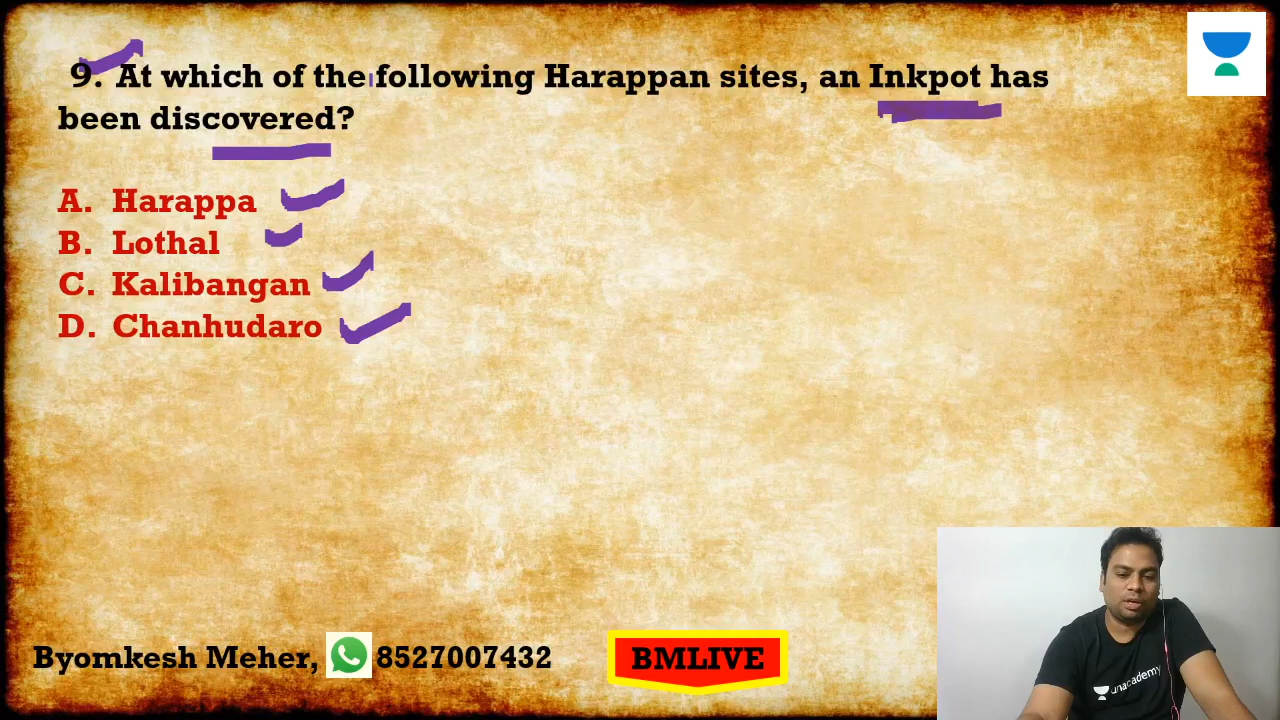 9. At which of the following Harappan sites, an Inkpot has
been discovered?
A. Harappa
B. Lothal
C. Kalibangan
D. Chanhudaro
Byomkesh Meher, 8527007432
BMLIVE
unacademy